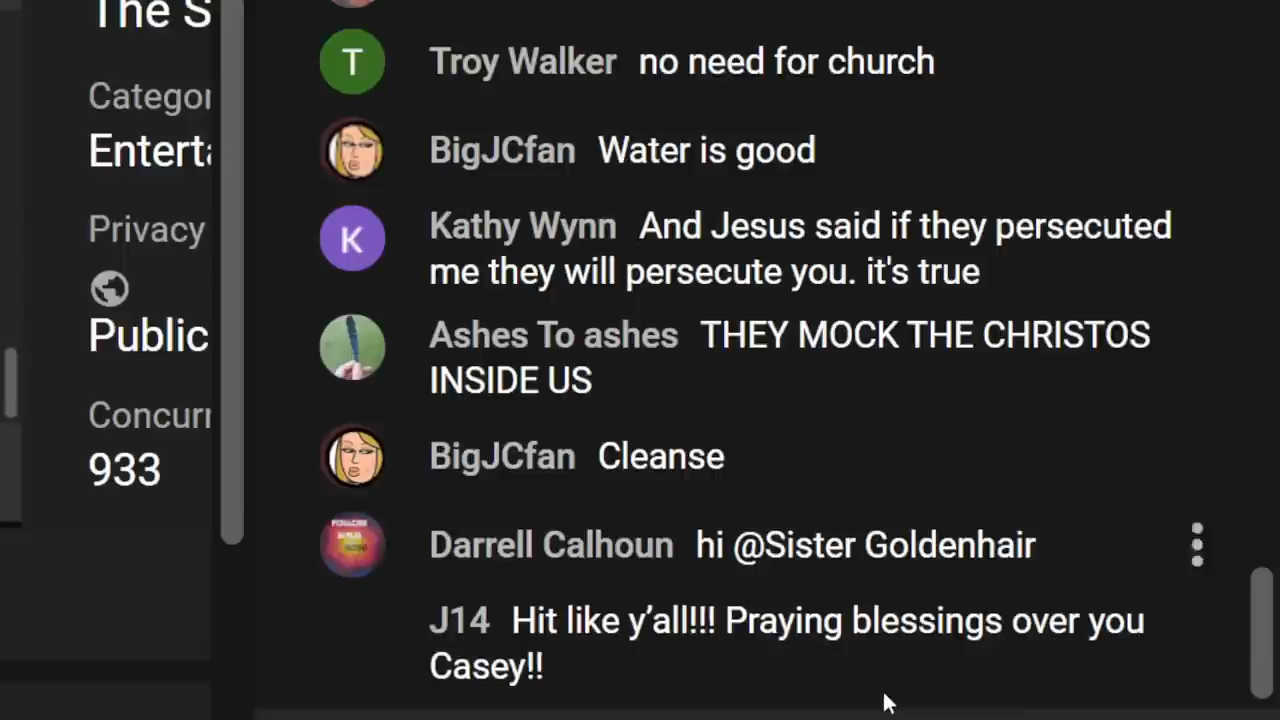 The S
Categor
Enterta
Privacy
Public
Concurr
933
Troy Walker no need for church
BigJCfan Water is good
Kathy Wynn And Jesus said if they persecuted
me they will persecute you. it's true
Ashes To ashes THEY MOCK THE CHRISTOS
INSIDE US
BigJCfan Cleanse
Darrell Calhoun hi @Sister Goldenhair
J14 Hit like y’all!!! Praying blessings over you
Casey!!
T
K